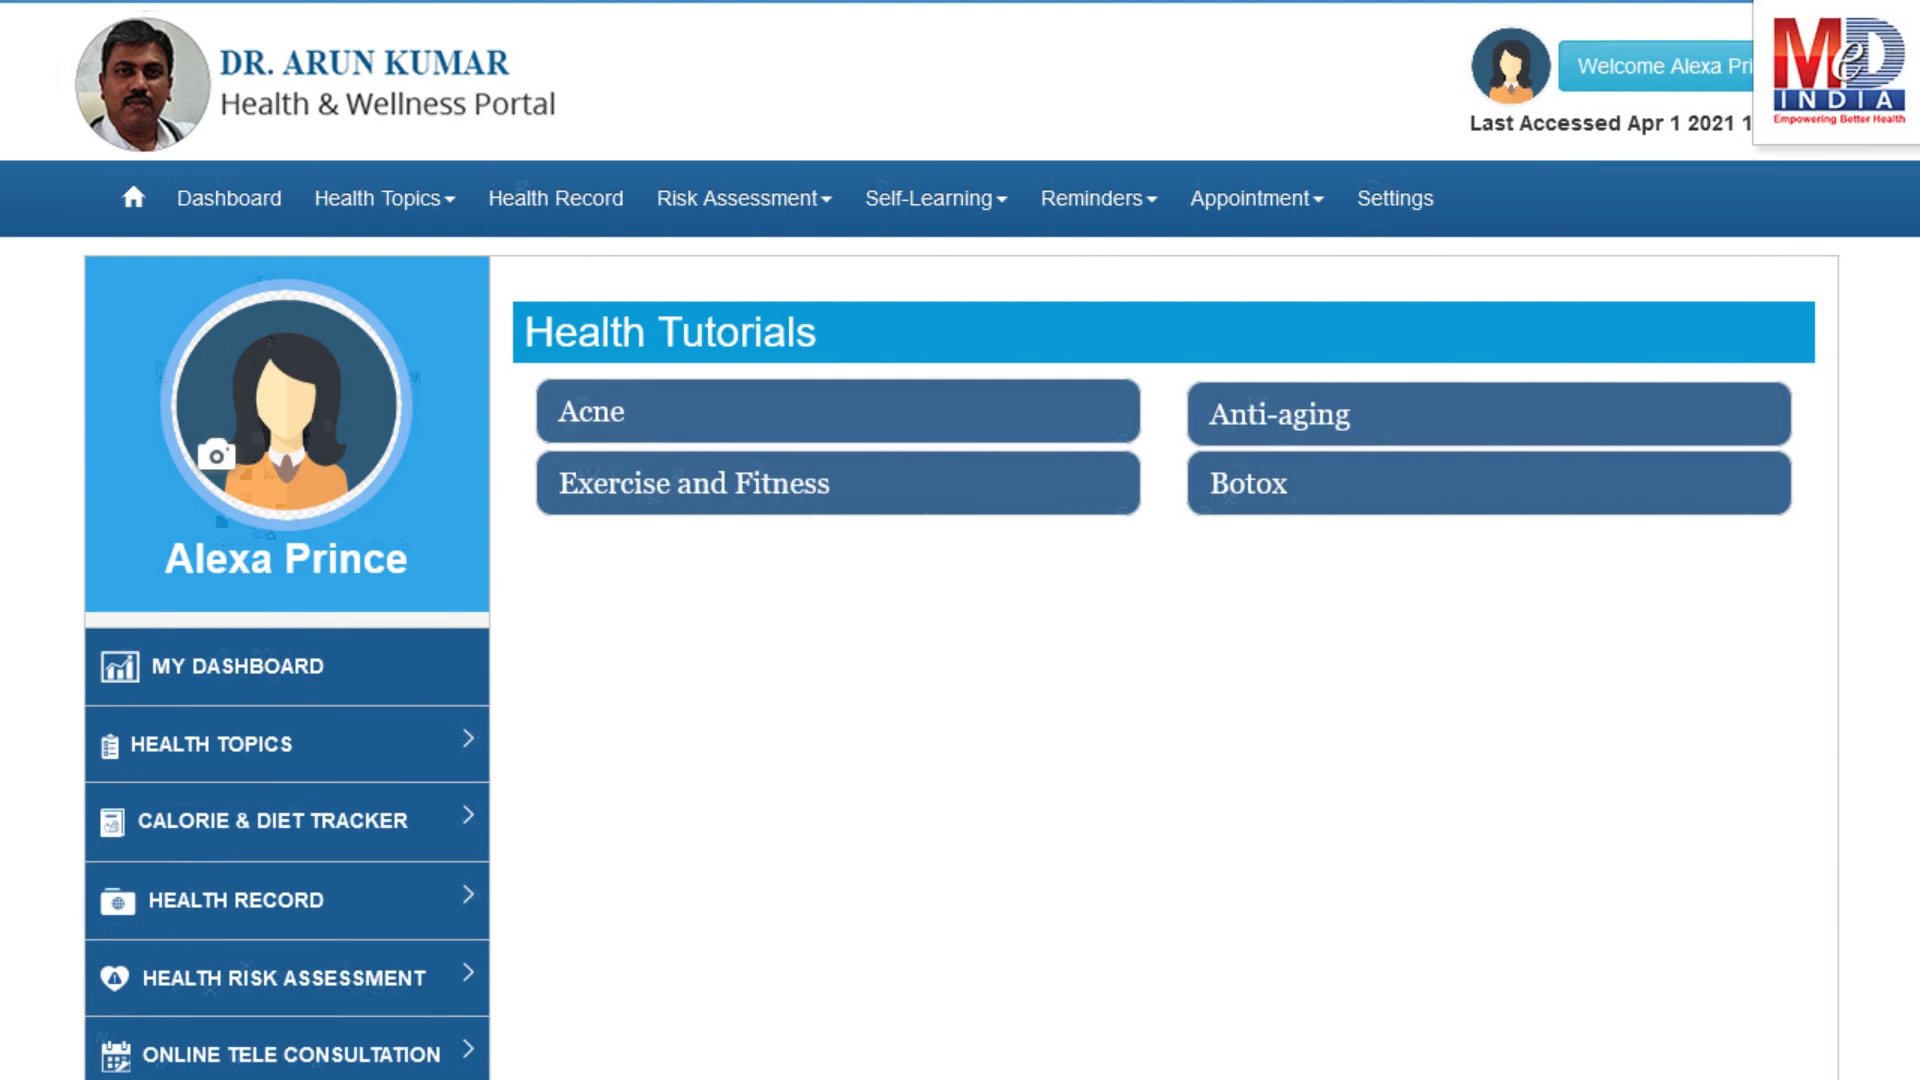 DR. ARUN KUMAR
Health & Wellness Portal
Welcome Alexa Pri
Last Accessed Apr 1 2021 1
MeD
INDIA
Empowering Better Health
Dashboard Health Topics Health Record Risk Assessment Self-Learning Reminders Appointment Settings
Health Tutorials
Acne
Anti-aging
Exercise and Fitness
Botox
Alexa Prince
MY DASHBOARD
HEALTH TOPICS
CALORIE & DIET TRACKER
HEALTH RECORD
HEALTH RISK ASSESSMENT
ONLINE TELE CONSULTATION